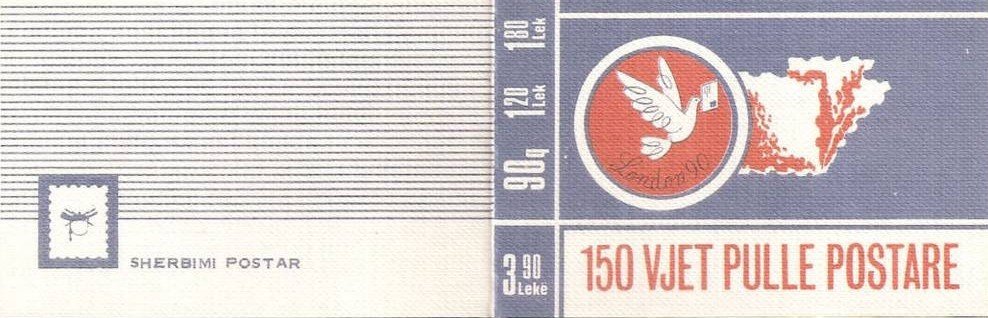 SHERBIMI POSTAR
1 80 Lek
1 20 Lek
90q
3 90 Lekë
London 90
150 VJET PULLE POSTARE